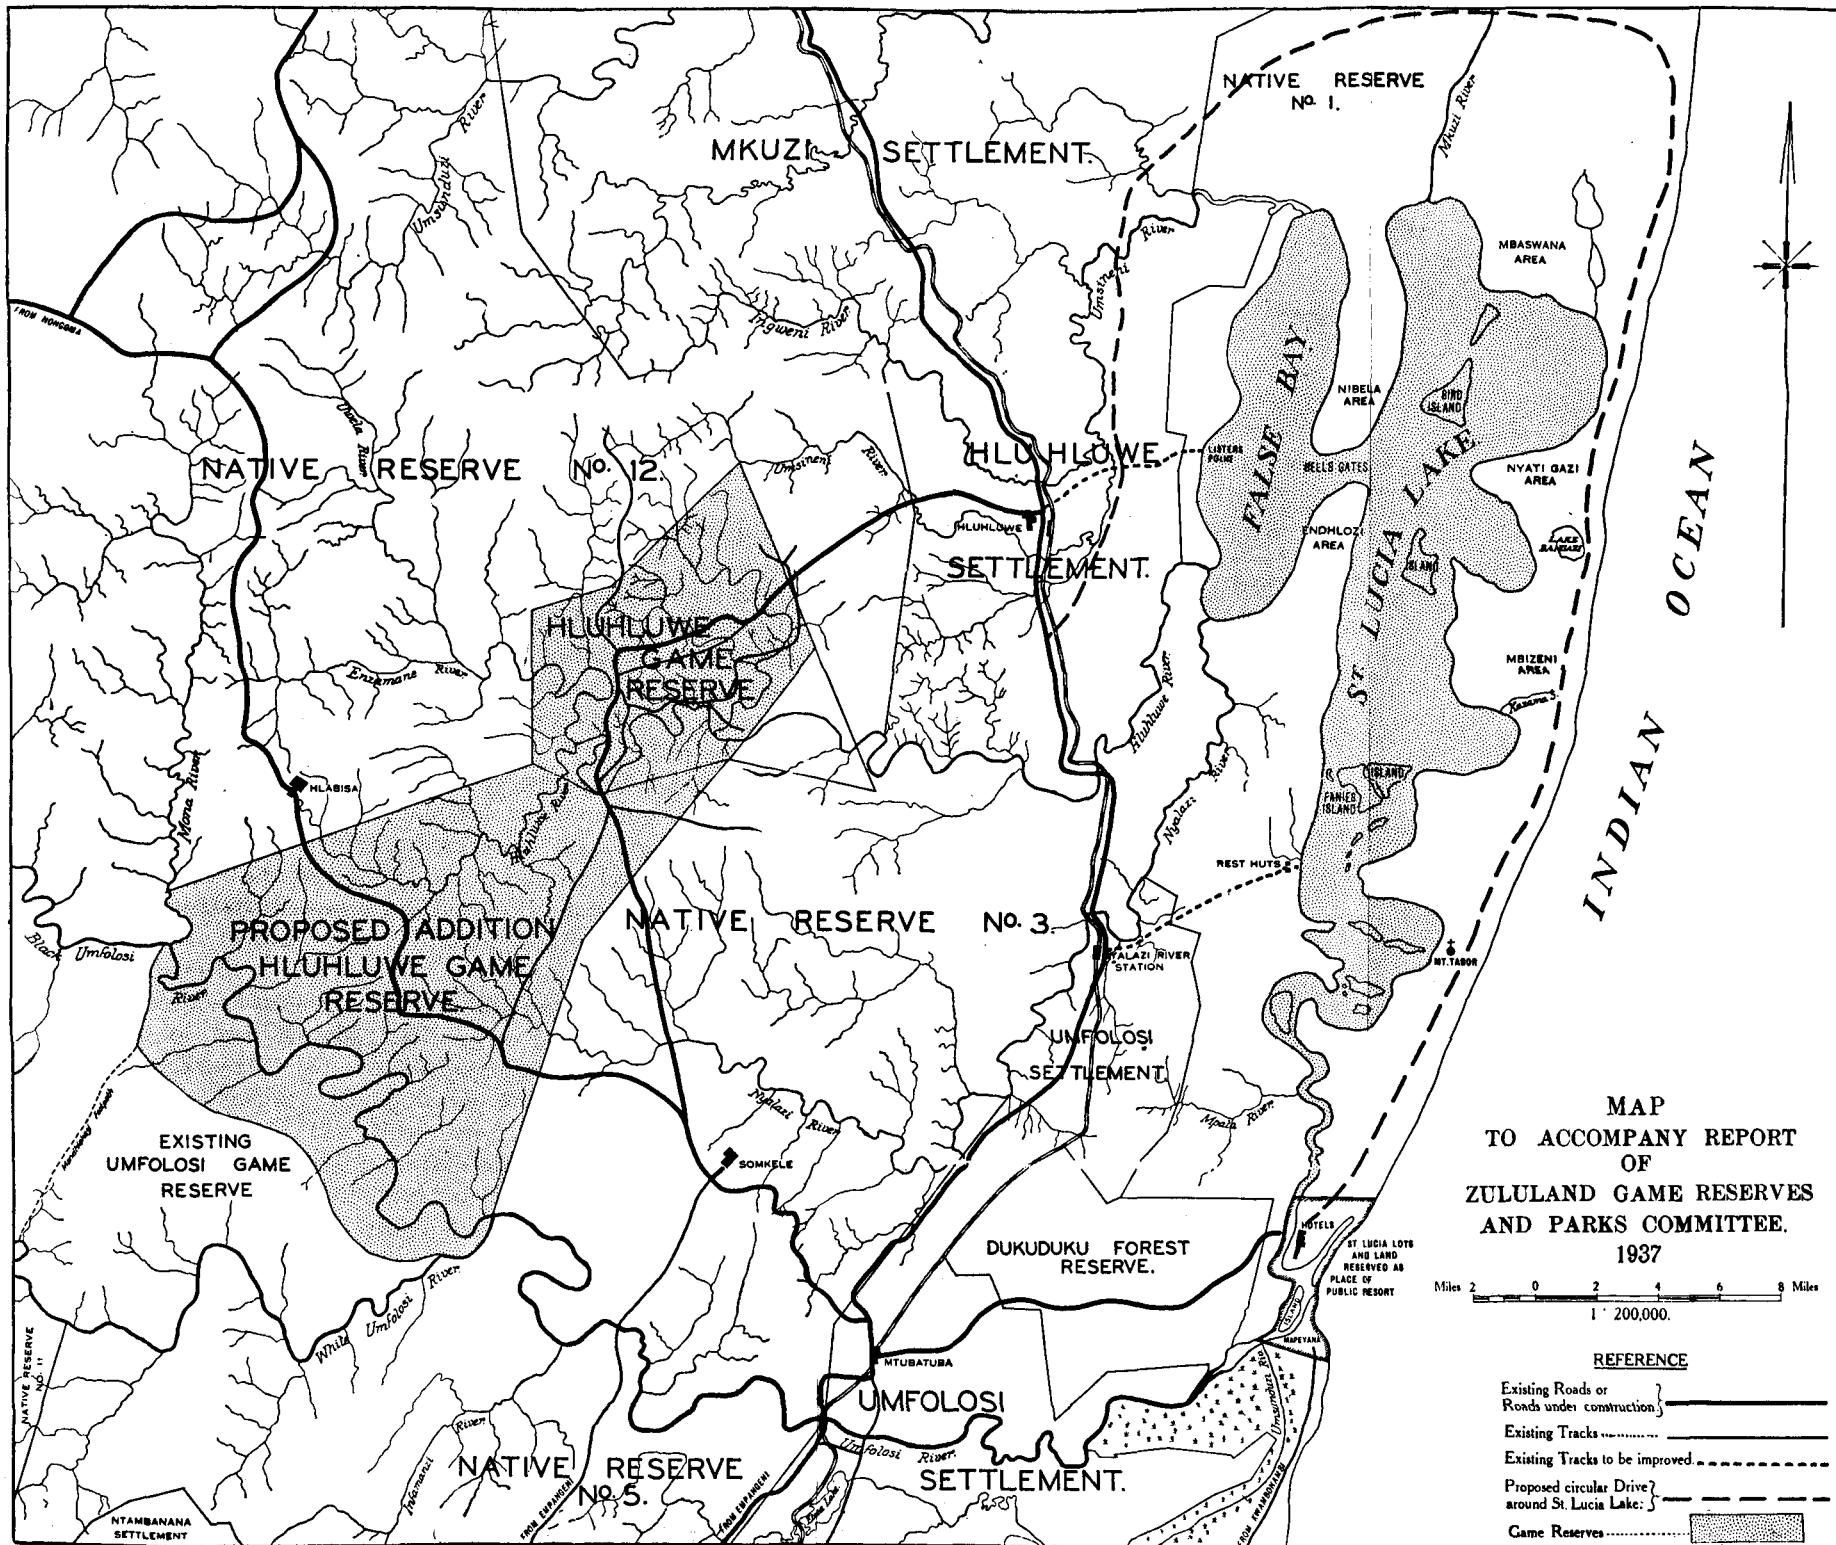 NATIVE RESERVE
No. 1.
Mkuzi River
MKUZI SETTLEMENT.
River
Umsunduzi
River
Umsineni
MBASWANA
AREA
FROM NONGOMA
Ingweni River
FALSE BAY
NIBELA
AREA
BIRD
ISLAND
HLUHLUWE
LISTERS
POINT
HELLS GATES
NYATI GAZI
AREA
NATIVE RESERVE No. 12.
River
Umsineni River
HLUHLUWE
ENDHLOZI
AREA
ISLAND
LAKE
SETTLEMENT.
ST. LUCIA LAKE
INDIAN OCEAN
HLUHLUWE
GAME
RESERVE
Enzemane River
Hluhluwe River
MBIZENI
AREA
Mona River
HLABISA
Hluhluwe River
Nyalazi River
ISLAND
FANIES
ISLAND
REST HUTS
PROPOSED ADDITION
HLUHLUWE GAME
RESERVE
NATIVE RESERVE No. 3.
Black Umfolosi
River
NYALAZI RIVER
STATION
MT. TABOR
UMFOLOSI
SETTLEMENT.
Nyalazi River
Mpate River
EXISTING
UMFOLOSI GAME
RESERVE
SOMKELE
MAP
TO ACCOMPANY REPORT
OF
ZULULAND GAME RESERVES
AND PARKS COMMITTEE.
1937
HOTELS
ST LUCIA LOTS
AND LAND
RESERVED AS
PLACE OF
PUBLIC RESORT
DUKUDUKU FOREST
RESERVE.
Miles 2 0 2 4 6 8 Miles
1 : 200,000.
ISLAND
MAPEYANA
White Umfolosi River
NATIVE RESERVE
No. 11
MTUBATUBA
UMFOLOSI
Umfolosi River.
SETTLEMENT.
River
NATIVE RESERVE
No. 5.
FROM EMPANGENI
FROM EMPANGENI
NTAMBANANA
SETTLEMENT
REFERENCE
Existing Roads or
Roads under construction
Existing Tracks
Existing Tracks to be improved.
Proposed circular Drive
around St. Lucia Lake:
Game Reserves